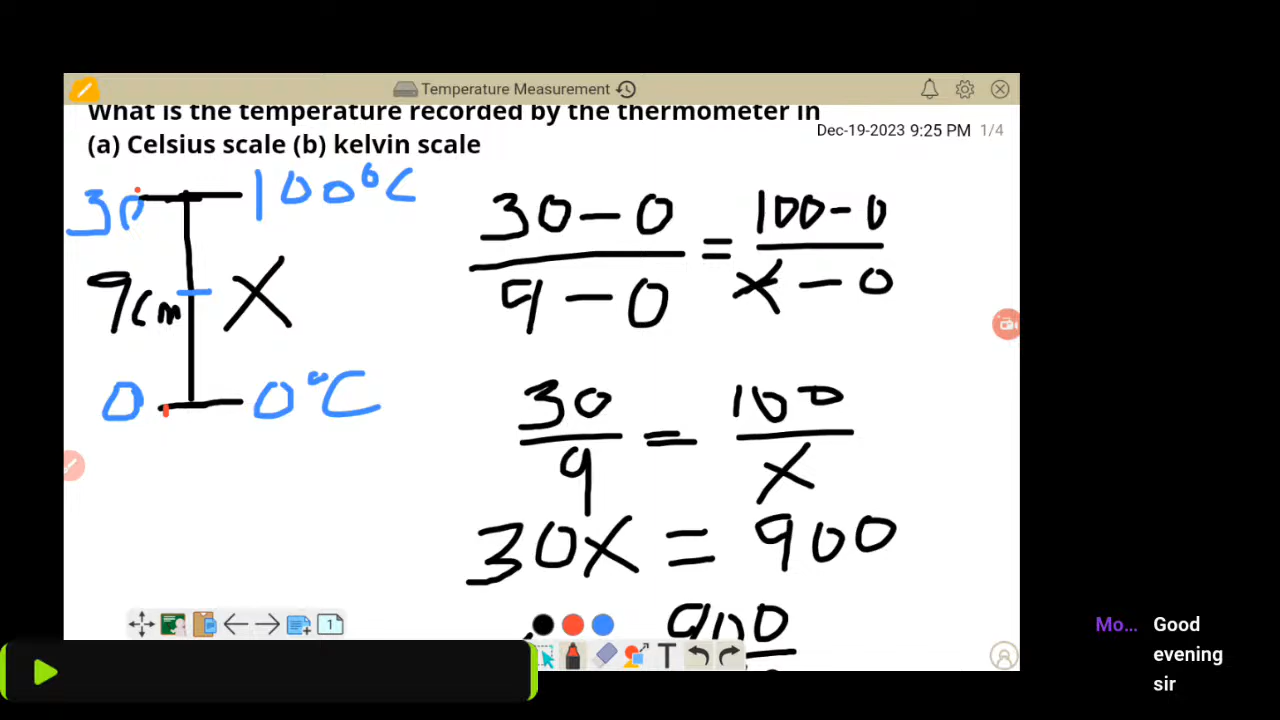 Temperature Measurement
What is the temperature recorded by the thermometer in
(a) Celsius scale (b) kelvin scale
Dec-19-2023 9:25 PM 1/4
30 100°C
9cm X
0 0°C
30 - 0 = 100 - 0
9 - 0 X - 0
30 = 100
9 X
30X = 900
900
1
T
Mo... Good
evening
sir